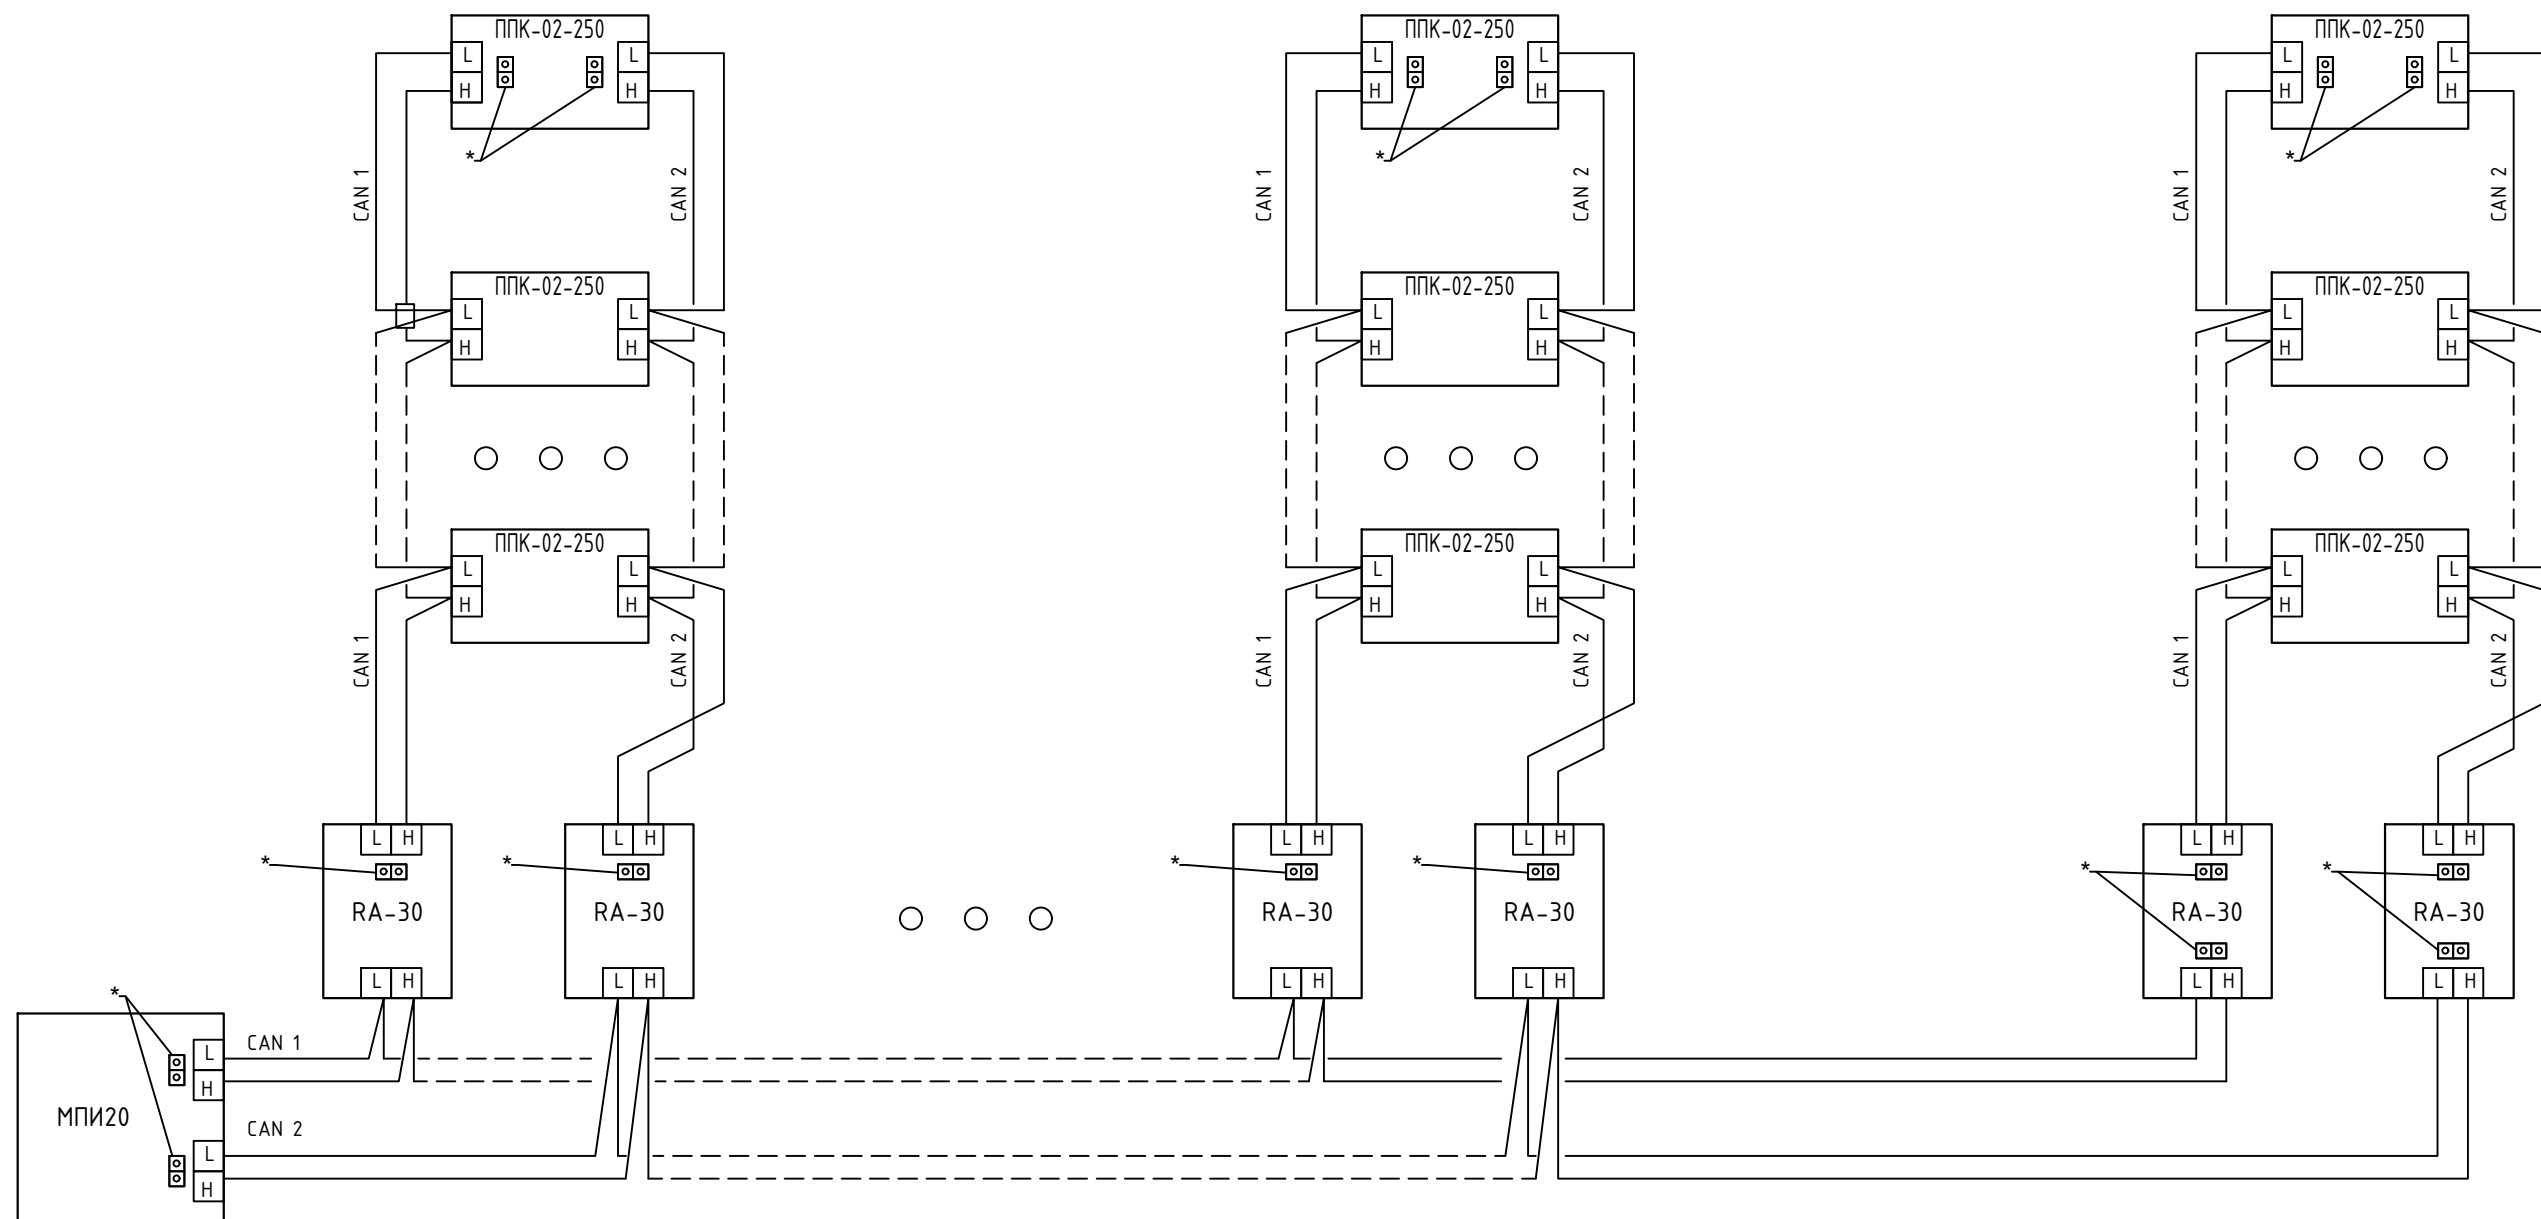 ППК-02-250 ППК-02-250 ППК-02-250
L L L L L L
H H H H H H
* * *
CAN 1 CAN 2 CAN 1 CAN 2 CAN 1 CAN 2
ППК-02-250 ППК-02-250 ППК-02-250
L L L L L L
H H H H H H
ППК-02-250 ППК-02-250 ППК-02-250
L L L L L L
H H H H H H
CAN 1 CAN 2 CAN 1 CAN 2 CAN 1 CAN 2
L H L H L H L H L H L H
* * * * * *
RA-30 RA-30 RA-30 RA-30 RA-30 RA-30
L H L H L H L H L H L H
*
CAN 1
L
H
МПИ20
CAN 2
L
H